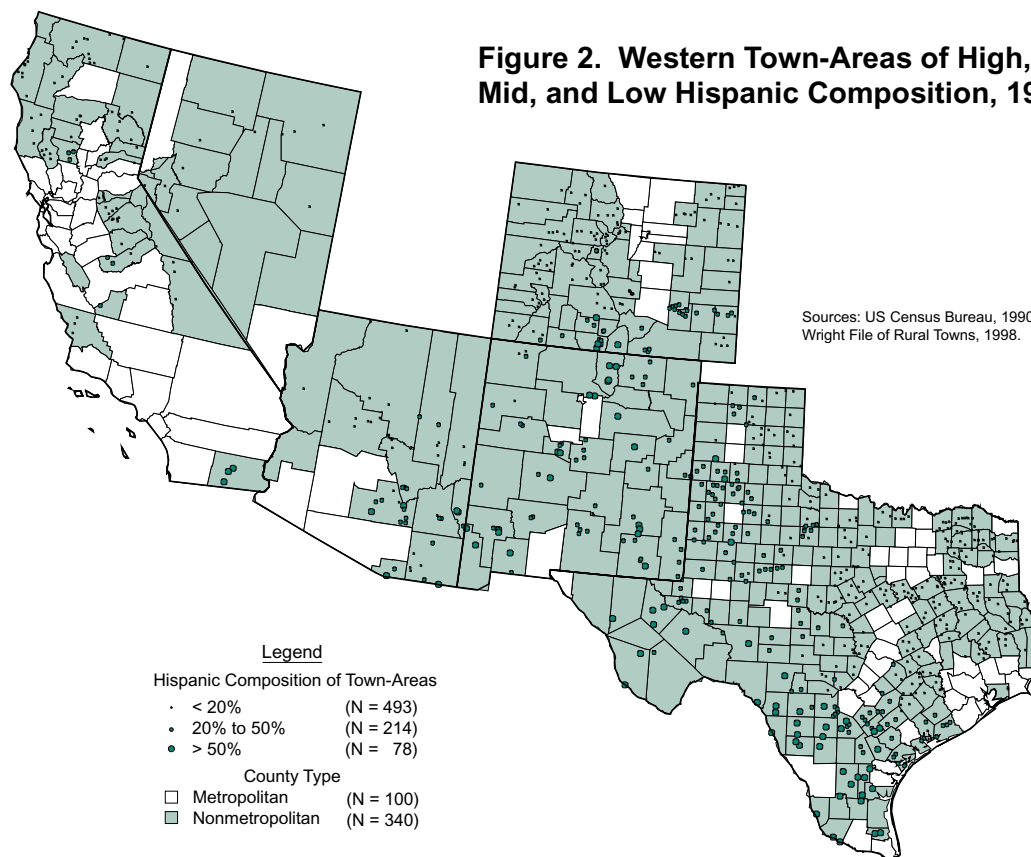 Figure 2. Western Town-Areas of High,
Mid, and Low Hispanic Composition, 19
Sources: US Census Bureau, 1990
Wright File of Rural Towns, 1998.
Legend
Hispanic Composition of Town-Areas
< 20% (N = 493)
20% to 50% (N = 214)
> 50% (N = 78)
County Type
Metropolitan (N = 100)
Nonmetropolitan (N = 340)